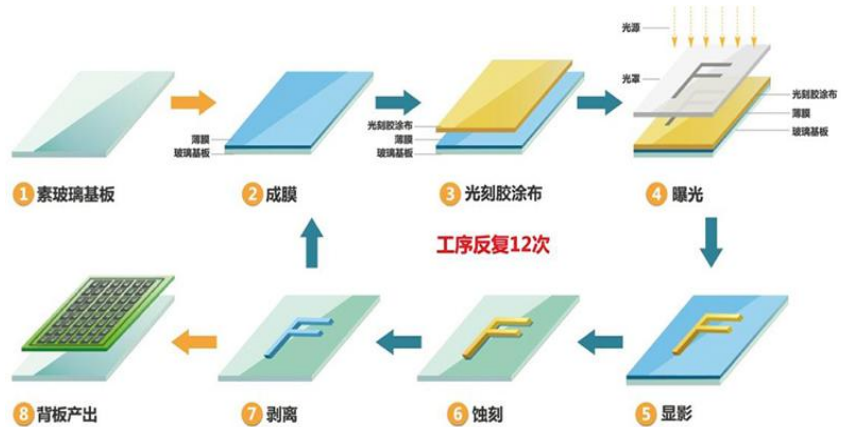 光源
光罩
光刻胶涂布
薄膜
玻璃基板
薄膜
玻璃基板
光刻胶涂布
薄膜
玻璃基板
1 素玻璃基板
2 成膜
3 光刻胶涂布
4 曝光
工序反复12次
8 背板产出
7 剥离
6 蚀刻
5 显影